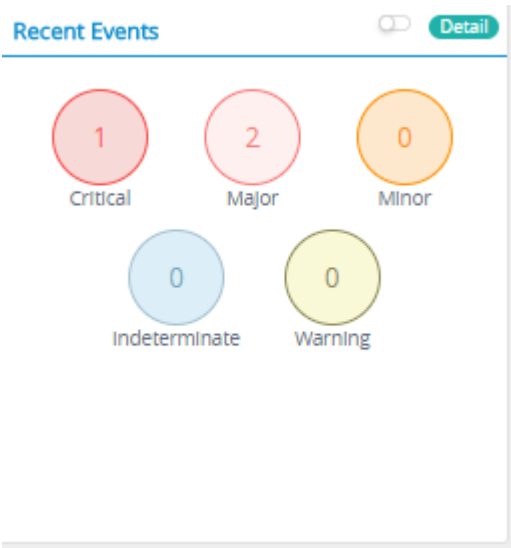 Recent Events
Detail
1
2
0
Critical
Major
Minor
0
0
Indeterminate
Warning